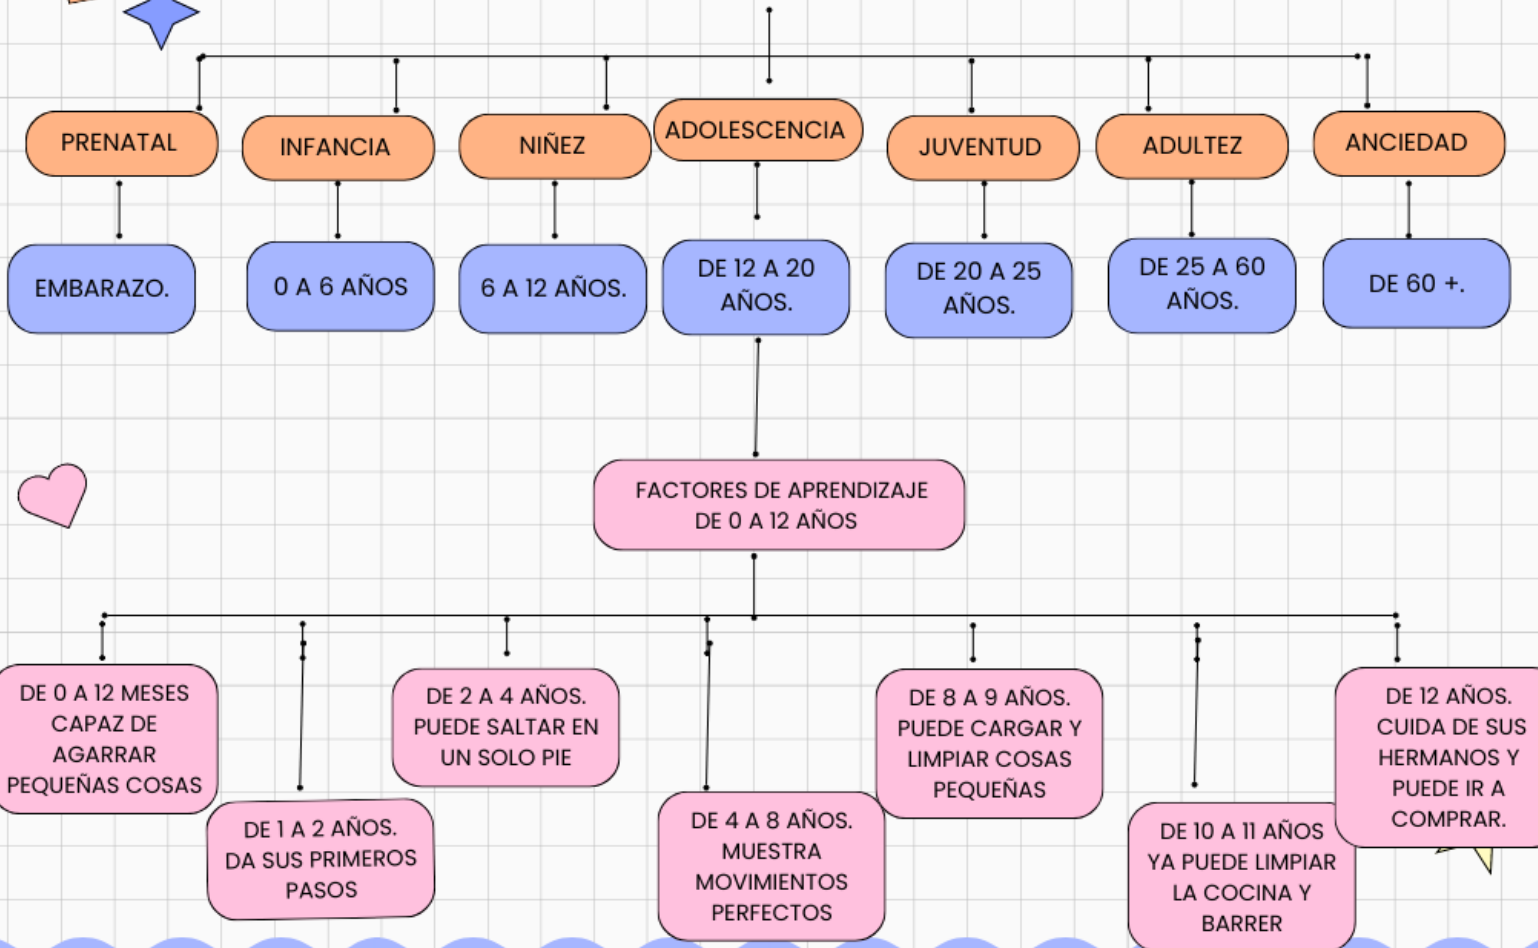 PRENATAL
INFANCIA
NIÑEZ
ADOLESCENCIA
JUVENTUD
ADULTEZ
ANCIEDAD
EMBARAZO.
0 A 6 AÑOS
6 A 12 AÑOS.
DE 12 A 20
AÑOS.
DE 20 A 25
AÑOS.
DE 25 A 60
AÑOS.
DE 60 +.
FACTORES DE APRENDIZAJE
DE 0 A 12 AÑOS
DE 0 A 12 MESES
CAPAZ DE
AGARRAR
PEQUEÑAS COSAS
DE 1 A 2 AÑOS.
DA SUS PRIMEROS
PASOS
DE 2 A 4 AÑOS.
PUEDE SALTAR EN
UN SOLO PIE
DE 4 A 8 AÑOS.
MUESTRA
MOVIMIENTOS
PERFECTOS
DE 8 A 9 AÑOS.
PUEDE CARGAR Y
LIMPIAR COSAS
PEQUEÑAS
DE 10 A 11 AÑOS
YA PUEDE LIMPIAR
LA COCINA Y
BARRER
DE 12 AÑOS.
CUIDA DE SUS
HERMANOS Y
PUEDE IR A
COMPRAR.